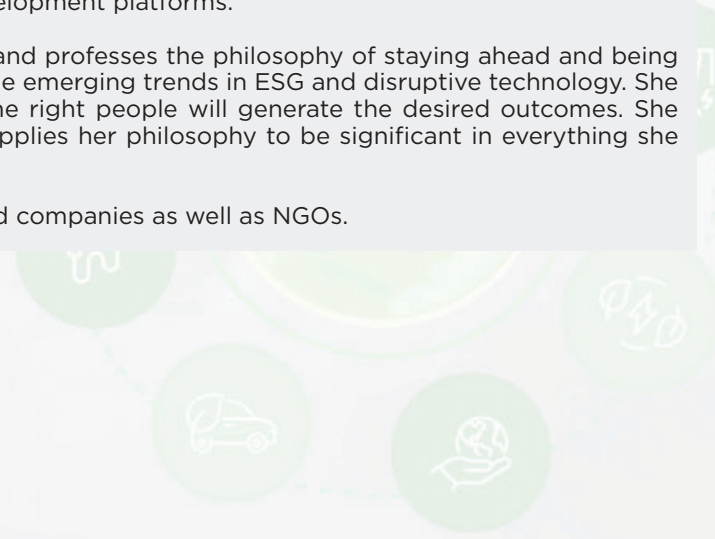 development platforms.
and professes the philosophy of staying ahead and being
e emerging trends in ESG and disruptive technology. She
he right people will generate the desired outcomes. She
pplies her philosophy to be significant in everything she
d companies as well as NGOs.